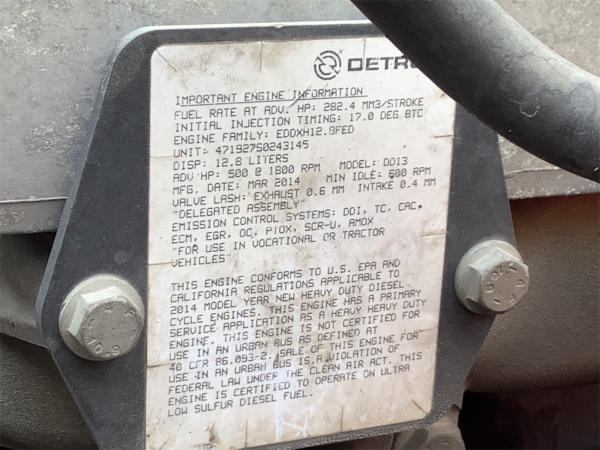 DETRO
IMPORTANT ENGINE INFORMATION
FUEL RATE AT ADV. HP: 282.4 MM3/STROKE
INITIAL INJECTION TIMING: 17.0 DEG BTC
ENGINE FAMILY: EDDXH12.8FED
UNIT: 471927S0243145
DISP: 12.8 LITERS
ADV HP: 500 @ 1800 RPM MODEL: DD13
MFG. DATE: MAR 2014 MIN IDLE: 600 RPM
VALVE LASH: EXHAUST 0.6 MM INTAKE 0.4 MM
"DELEGATED ASSEMBLY"
EMISSION CONTROL SYSTEMS: DDI, TC, CAC,
ECM, EGR, OC, PTOX, SCR-U, AMOX
"FOR USE IN VOCATIONAL OR TRACTOR
VEHICLES"
THIS ENGINE CONFORMS TO U.S. EPA AND
CALIFORNIA REGULATIONS APPLICABLE TO
2014 MODEL YEAR NEW HEAVY DUTY DIESEL
CYCLE ENGINES. THIS ENGINE HAS A PRIMARY
SERVICE APPLICATION AS A HEAVY HEAVY DUTY
ENGINE. THIS ENGINE IS NOT CERTIFIED FOR
USE IN AN URBAN BUS AS DEFINED AT
40 CFR 86.093-2. SALE OF THIS ENGINE FOR
USE IN AN URBAN BUS IS A VIOLATION OF
FEDERAL LAW UNDER THE CLEAN AIR ACT. THIS
ENGINE IS CERTIFIED TO OPERATE ON ULTRA
LOW SULFUR DIESEL FUEL.
10.9